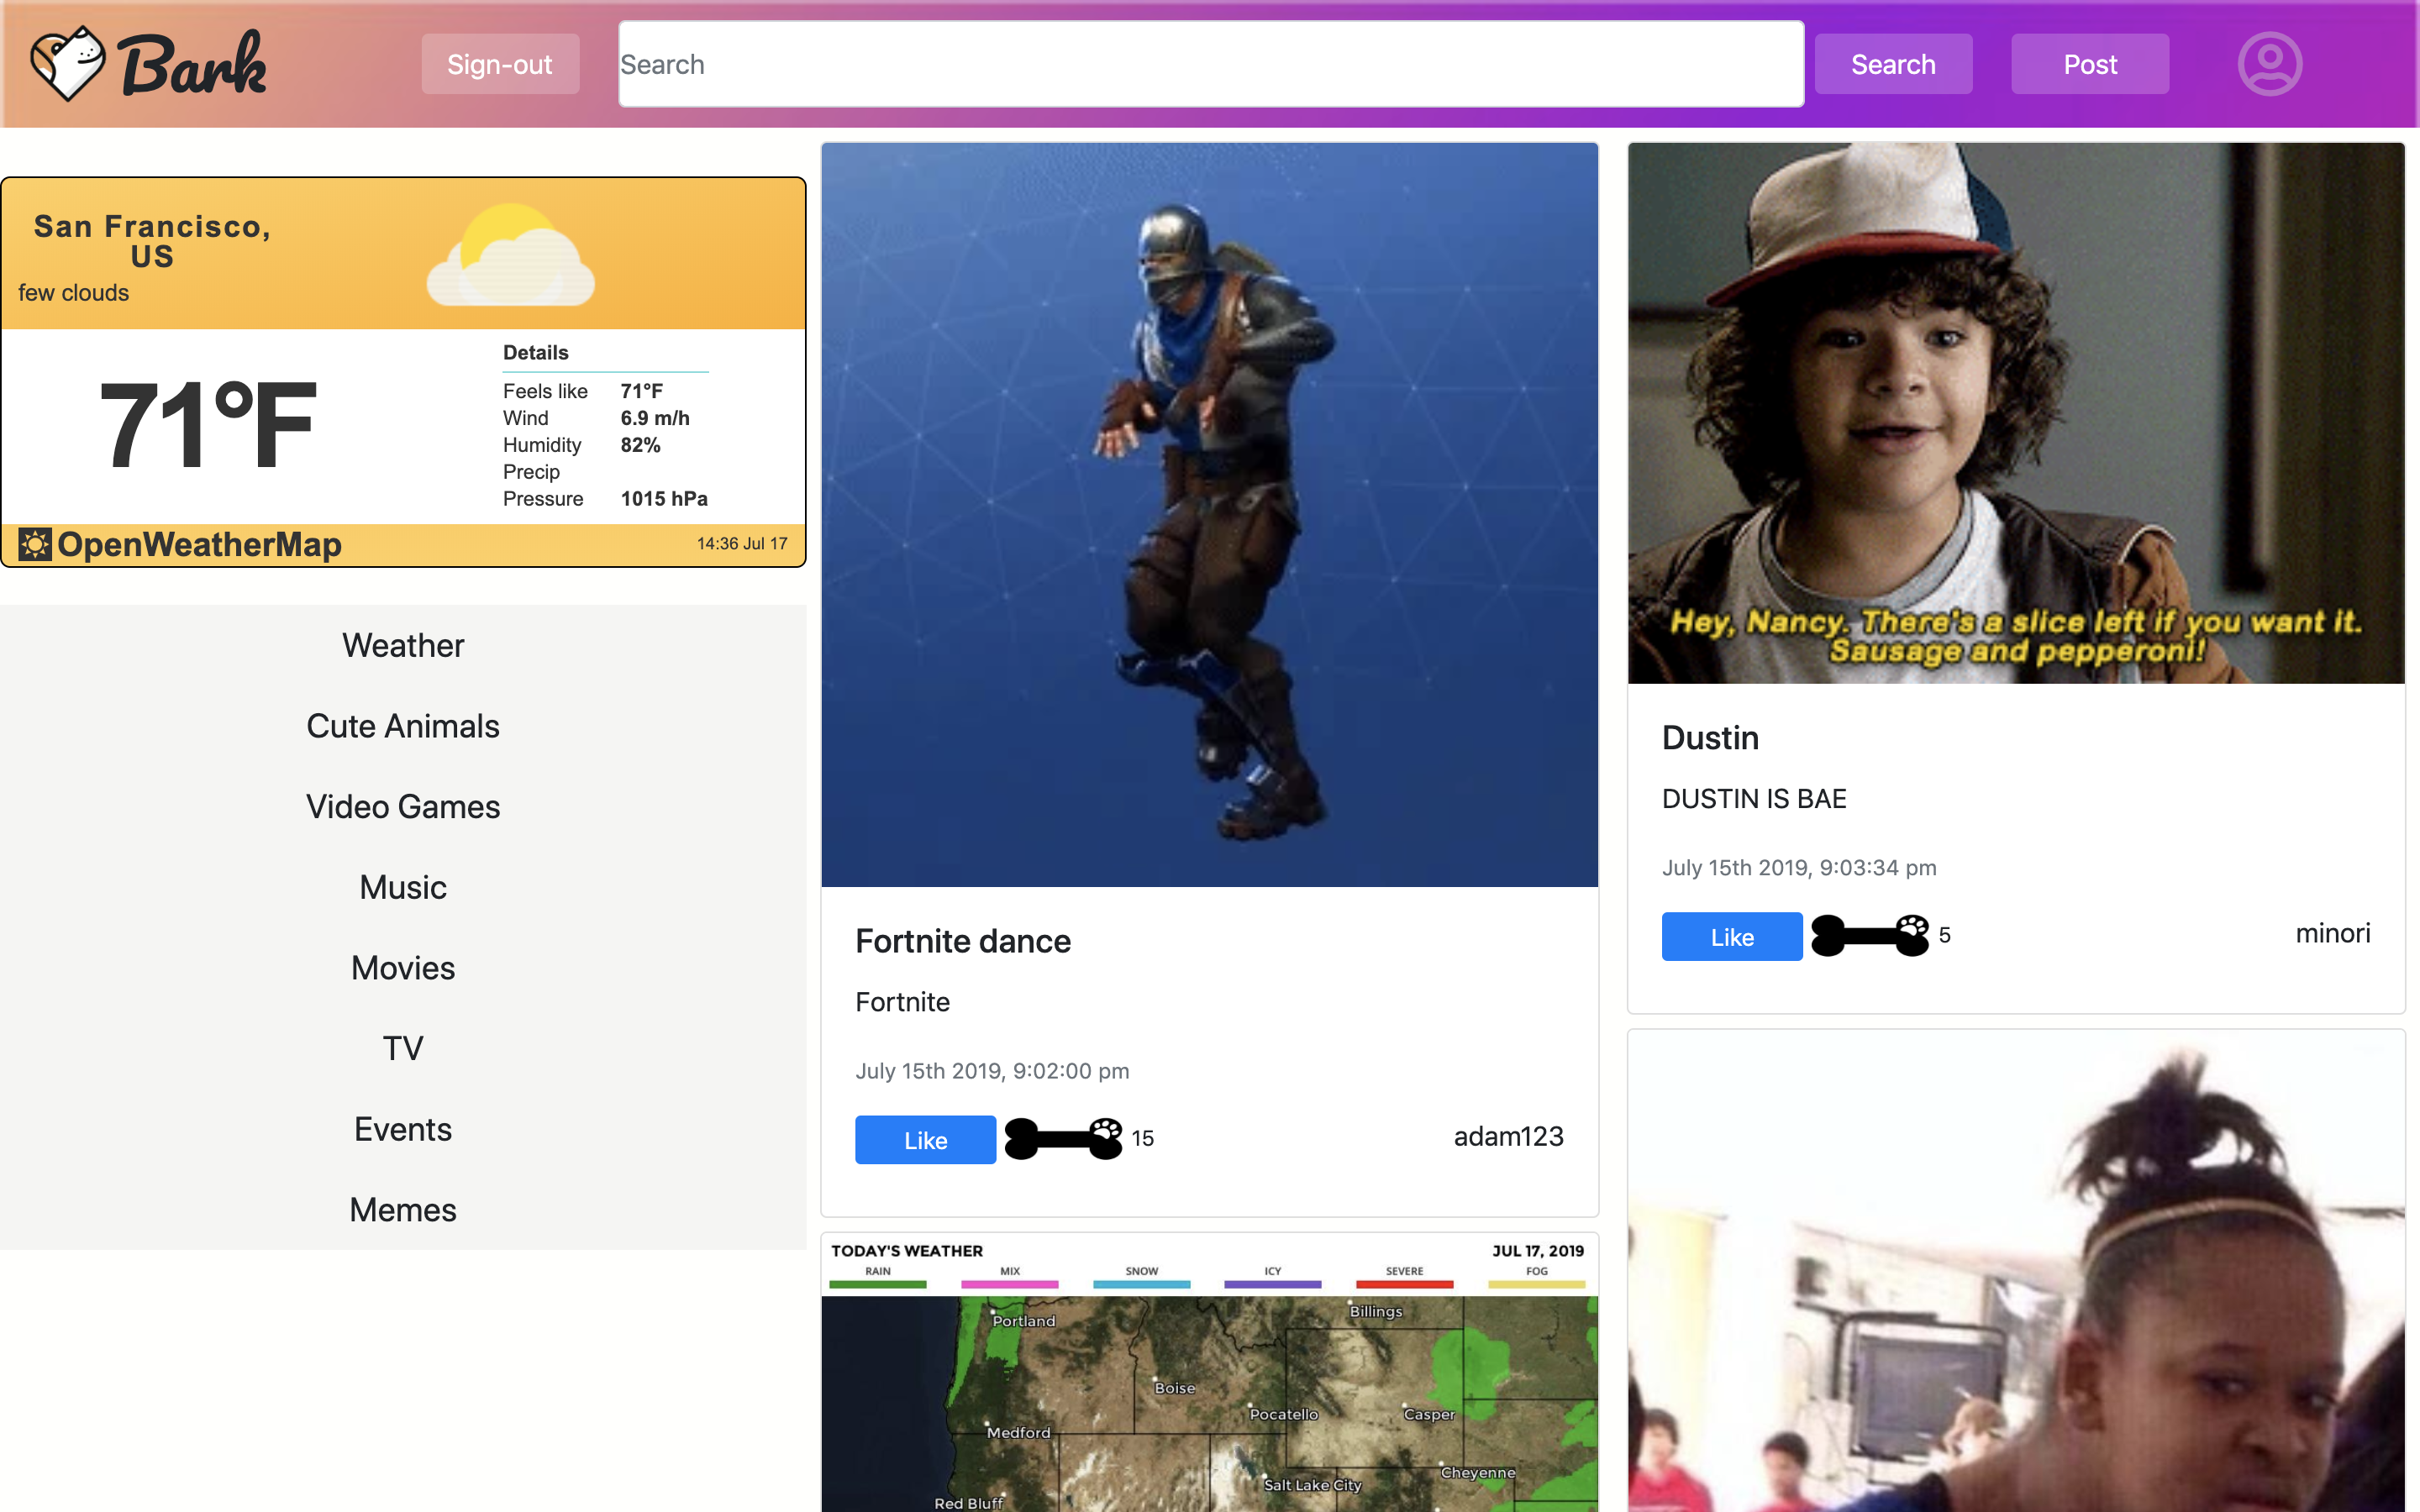 Bark
Sign-out
Search
Search
Post
San Francisco,
US
few clouds
71°F
Details
Feels like 71°F
Wind 6.9 m/h
Humidity 82%
Precip
Pressure 1015 hPa
OpenWeatherMap
14:36 Jul 17
Weather
Cute Animals
Video Games
Music
Movies
TV
Events
Memes
Fortnite dance
Fortnite
July 15th 2019, 9:02:00 pm
Like 15 adam123
TODAY'S WEATHER JUL 17, 2019
RAIN MIX SNOW ICY SEVERE FOG
Billings
Portland
Boise
Pocatello Casper
Medford
Cheyenne
Salt Lake City
Red Bluff
Hey, Nancy. There's a slice left if you want it.
Sausage and pepperoni!
Dustin
DUSTIN IS BAE
July 15th 2019, 9:03:34 pm
Like 5 minori